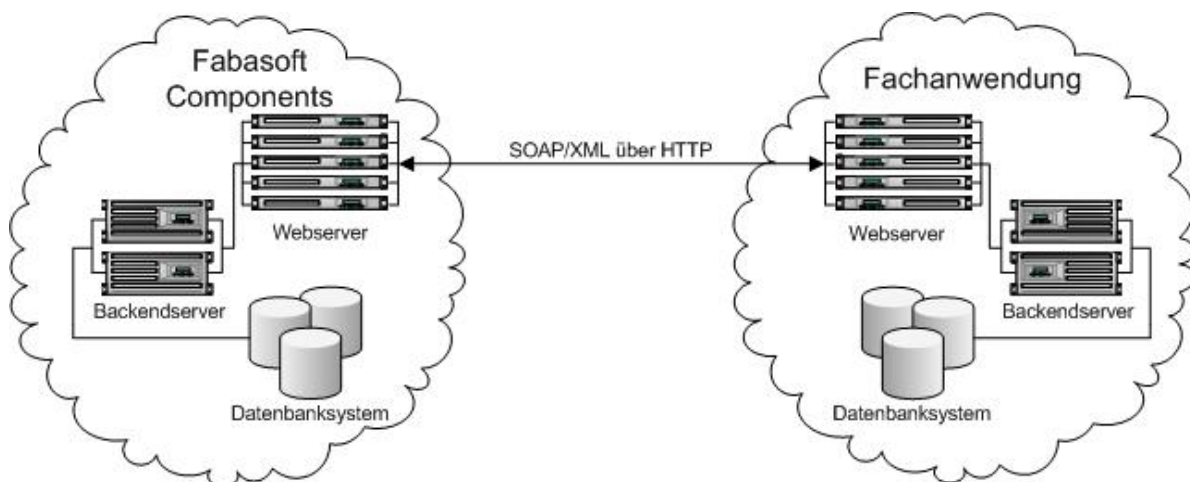 Fabasoft
Components
Webserver
Backendserver
Datenbanksystem
SOAP/XML über HTTP
Fachanwendung
Webserver
Backendserver
Datenbanksystem